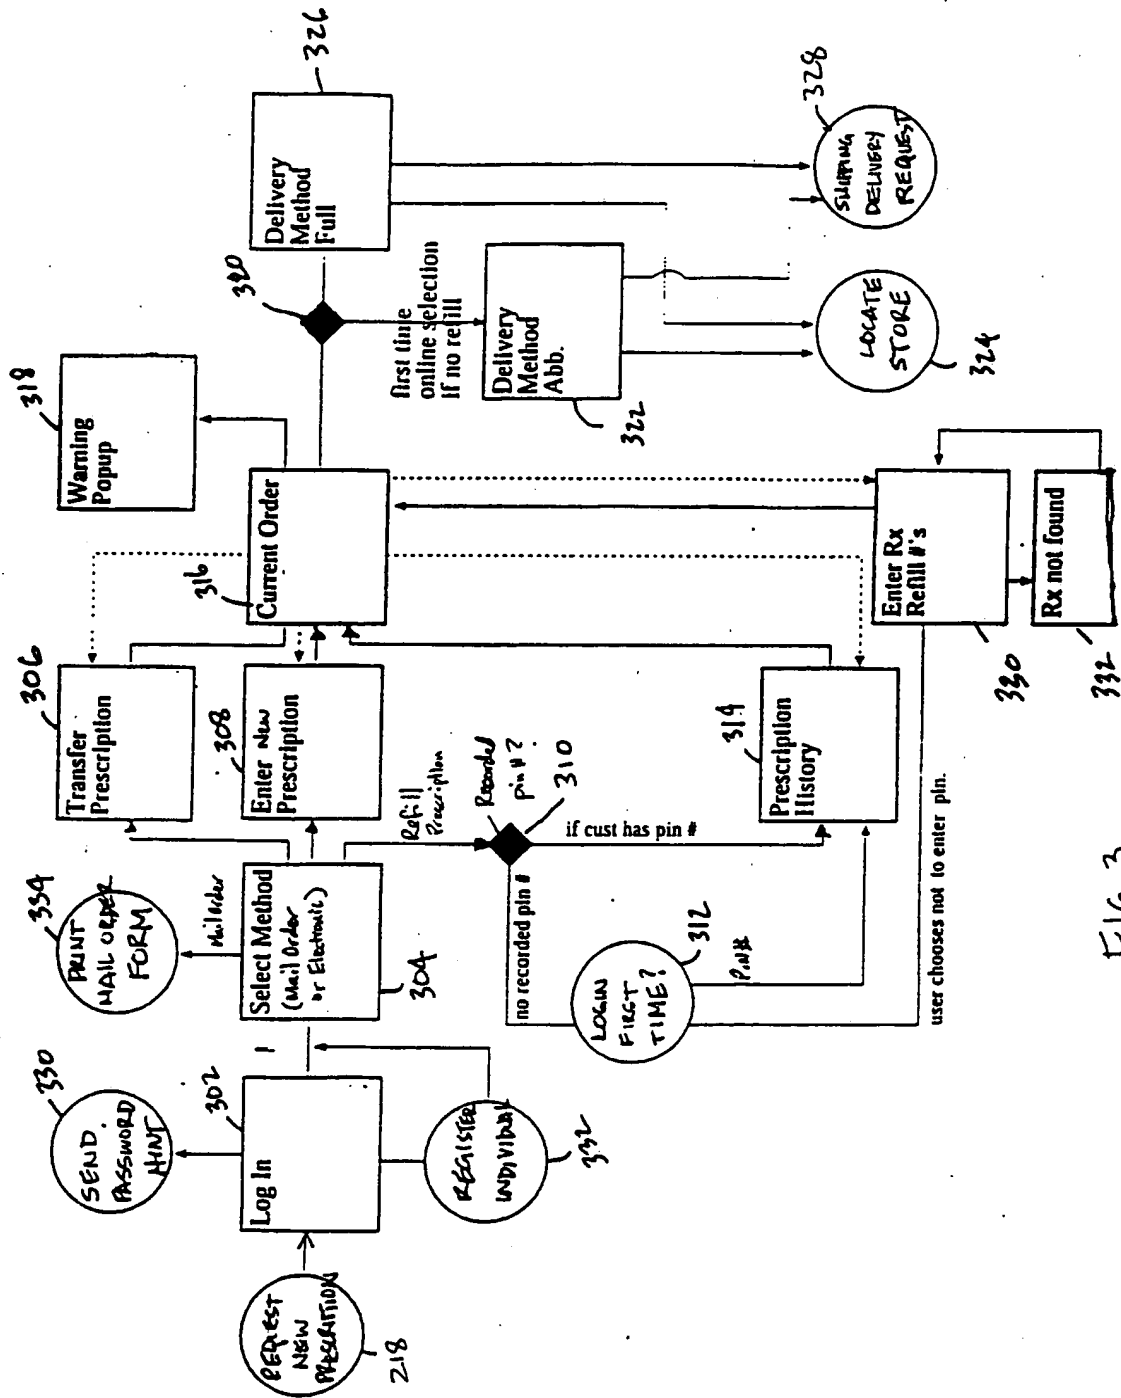 REQUEST
NEW
PRESCRIPTION
218
SEND
PASSWORD
HINT
330
Log In
302
REGISTER
INDIVIDUAL
332
PRINT
MAIL ORDER
FORM
334
Mail Order
Select Method
(Mail Order
or Electronic)
304
Transfer
Prescription
306
Enter New
Prescription
308
Refill
Prescription
Recorded
pin #?
310
if cust has pin #
no recorded pin #
LOGIN
FIRST
TIME?
312
Pin#
Prescription
History
314
user chooses not to enter pin.
Current Order
316
Warning
Popup
318
320
first time
online selection
If no refill
Delivery
Method
Abb.
322
Delivery
Method
Full
326
LOCATE
STORE
324
SHIPPING
DELIVERY
REQUEST
328
Enter Rx
Refill #'s
330
Rx not found
332
FIG 3